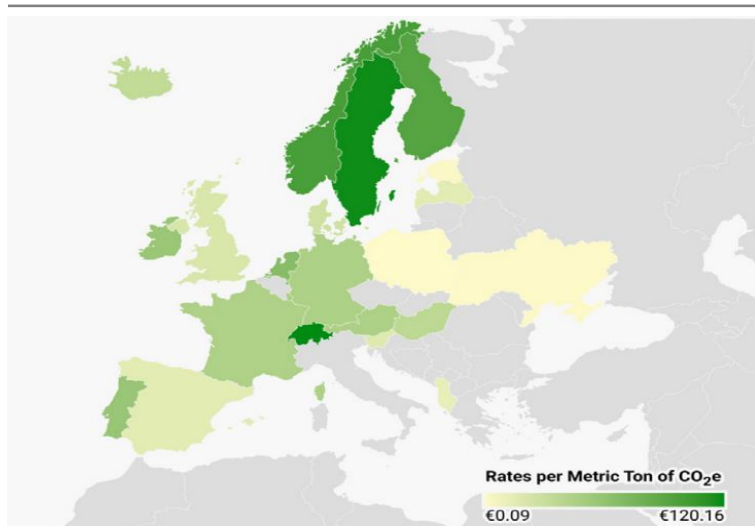 Rates per Metric Ton of CO₂e
€0.09 €120.16